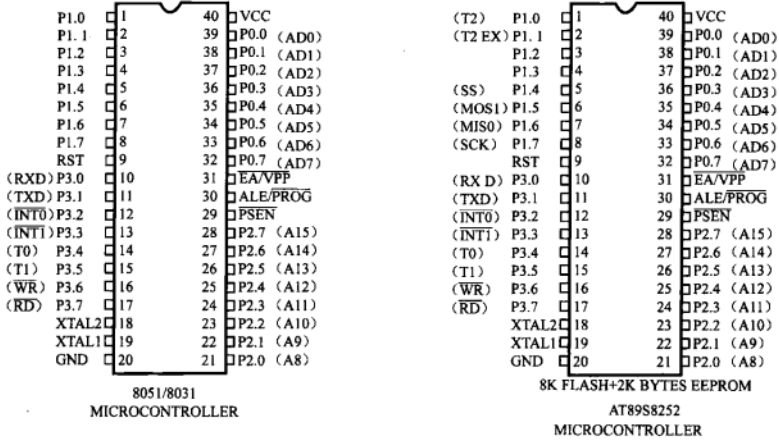 P1.0 1 40 VCC
P1. 1 2 39 P0.0 (AD0)
P1.2 3 38 P0.1 (AD1)
P1.3 4 37 P0.2 (AD2)
P1.4 5 36 P0.3 (AD3)
P1.5 6 35 P0.4 (AD4)
P1.6 7 34 P0.5 (AD5)
P1.7 8 33 P0.6 (AD6)
RST 9 32 P0.7 (AD7)
(RXD) P3.0 10 31 EA/VPP
(TXD) P3.1 11 30 ALE/PROG
(INT0) P3.2 12 29 PSEN
(INT1) P3.3 13 28 P2.7 (A15)
(T0) P3.4 14 27 P2.6 (A14)
(T1) P3.5 15 26 P2.5 (A13)
(WR) P3.6 16 25 P2.4 (A12)
(RD) P3.7 17 24 P2.3 (A11)
XTAL2 18 23 P2.2 (A10)
XTAL1 19 22 P2.1 (A9)
GND 20 21 P2.0 (A8)
8051/8031
MICROCONTROLLER
(T2) P1.0 1 40 VCC
(T2 EX) P1. 1 2 39 P0.0 (AD0)
P1.2 3 38 P0.1 (AD1)
P1.3 4 37 P0.2 (AD2)
(SS) P1.4 5 36 P0.3 (AD3)
(MOS1) P1.5 6 35 P0.4 (AD4)
(MIS0) P1.6 7 34 P0.5 (AD5)
(SCK) P1.7 8 33 P0.6 (AD6)
RST 9 32 P0.7 (AD7)
(RX D) P3.0 10 31 EA/VPP
(TXD) P3.1 11 30 ALE/PROG
(INT0) P3.2 12 29 PSEN
(INT1) P3.3 13 28 P2.7 (A15)
(T0) P3.4 14 27 P2.6 (A14)
(T1) P3.5 15 26 P2.5 (A13)
(WR) P3.6 16 25 P2.4 (A12)
(RD) P3.7 17 24 P2.3 (A11)
XTAL2 18 23 P2.2 (A10)
XTAL1 19 22 P2.1 (A9)
GND 20 21 P2.0 (A8)
8K FLASH+2K BYTES EEPROM
AT89S8252
MICROCONTROLLER